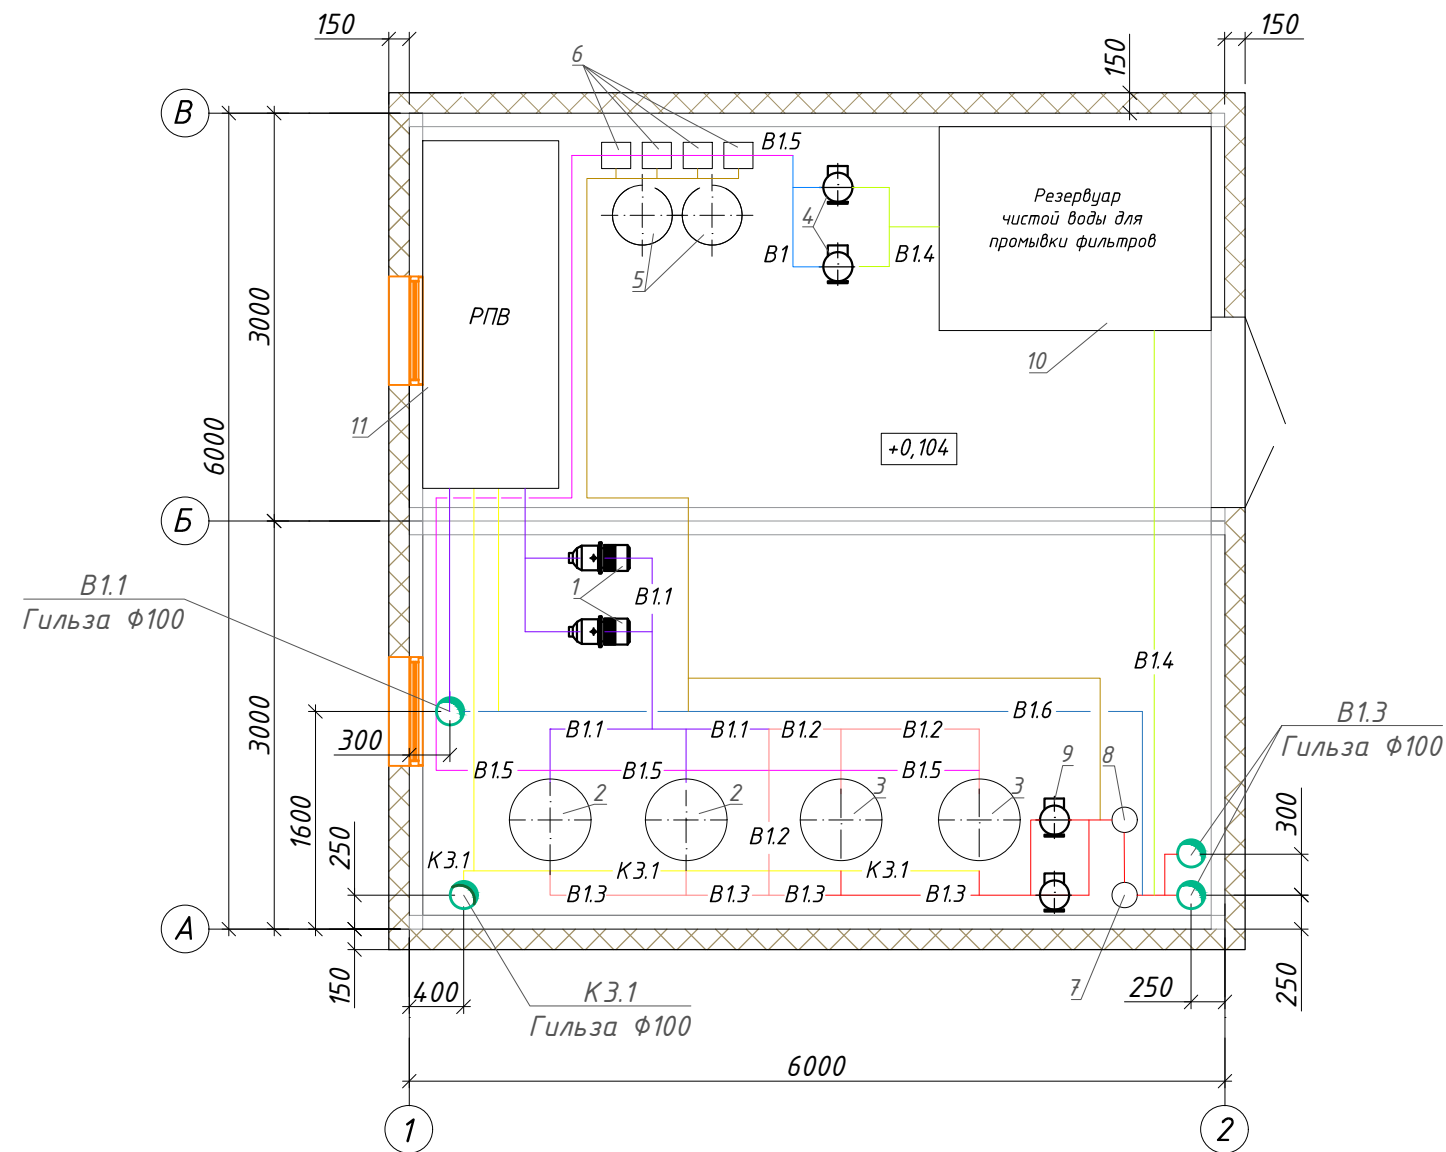 150
150
150
6
В
В1.5
Резервуар
чистой воды для
промывки фильтров
4
В1
В1.4
5
РПВ
3000
10
11
6000
+0,104
Б
1
В1.1
В1.1
Гильза Ф100
В1.4
3000
300
В1.1
В1.1
В1.2
В1.2
В1.6
В1.3
Гильза Ф100
9
8
В1.5
В1.5
В1.5
2
2
3
3
1600
250
300
В1.2
К3.1
К3.1
К3.1
В1.3
В1.3
В1.3
В1.3
А
150
400
К3.1
Гильза Ф100
7
250
250
6000
1
2